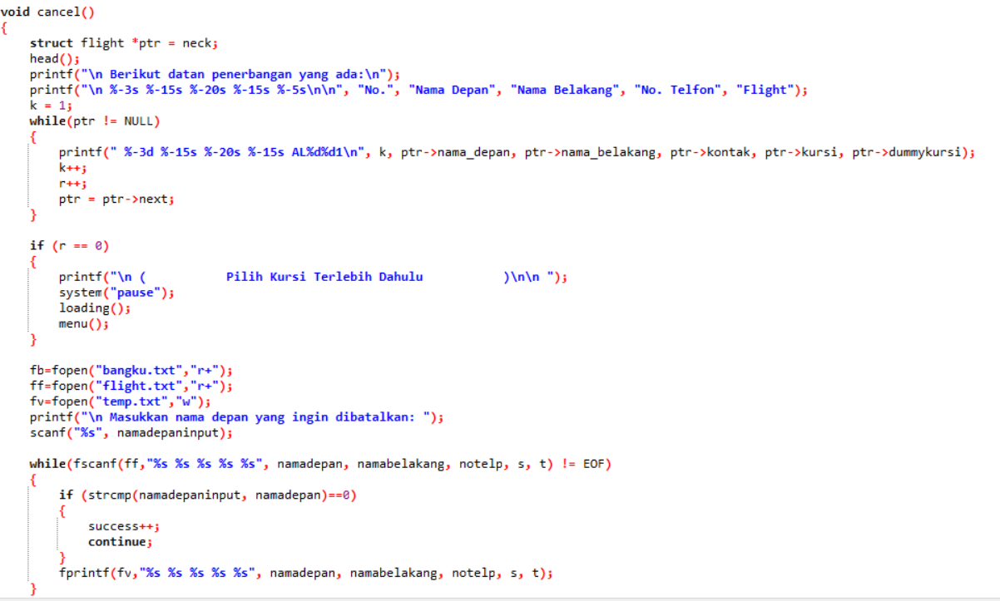 void cancel()
{
    struct flight *ptr = neck;
    head();
    printf("\n Berikut datan penerbangan yang ada:\n");
    printf("\n %-3s %-15s %-20s %-15s %-5s\n\n", "No.", "Nama Depan", "Nama Belakang", "No. Telfon", "Flight");
    k = 1;
    while(ptr != NULL)
    {
        printf(" %-3d %-15s %-20s %-15s AL%d%d1\n", k, ptr->nama_depan, ptr->nama_belakang, ptr->kontak, ptr->kursi, ptr->dummykursi);
        k++;
        r++;
        ptr = ptr->next;
    }

    if (r == 0)
    {
        printf("\n (           Pilih Kursi Terlebih Dahulu           )\n\n ");
        system("pause");
        loading();
        menu();
    }

    fb=fopen("bangku.txt","r+");
    ff=fopen("flight.txt","r+");
    fv=fopen("temp.txt","w");
    printf("\n Masukkan nama depan yang ingin dibatalkan: ");
    scanf("%s", namadepaninput);

    while(fscanf(ff,"%s %s %s %s %s", namadepan, namabelakang, notelp, s, t) != EOF)
    {
        if (strcmp(namadepaninput, namadepan)==0)
        {
            success++;
            continue;
        }
        fprintf(fv,"%s %s %s %s %s", namadepan, namabelakang, notelp, s, t);
    }